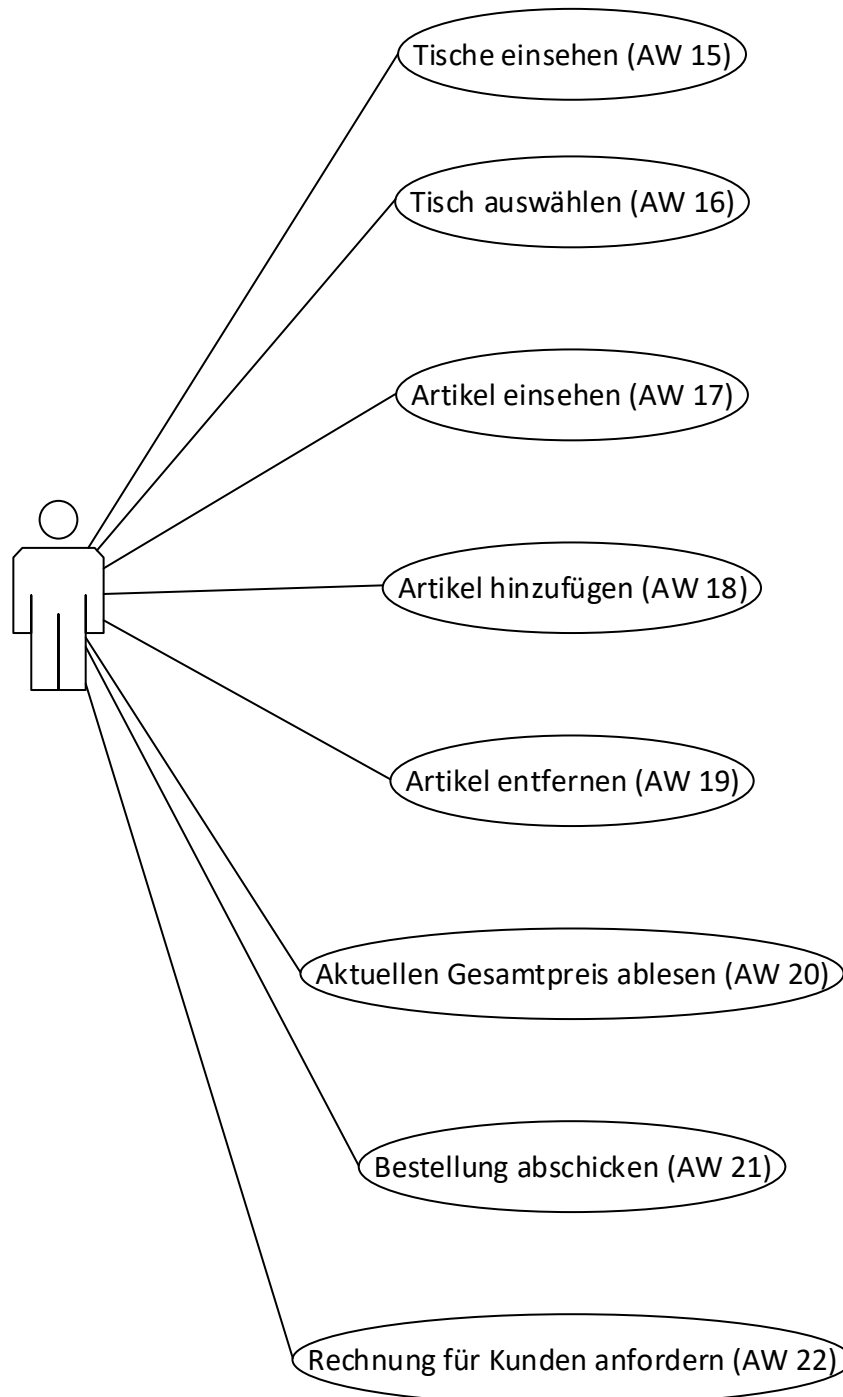 Tische einsehen (AW 15)
Tisch auswählen (AW 16)
Artikel einsehen (AW 17)
Artikel hinzufügen (AW 18)
Artikel entfernen (AW 19)
Aktuellen Gesamtpreis ablesen (AW 20)
Bestellung abschicken (AW 21)
Rechnung für Kunden anfordern (AW 22)